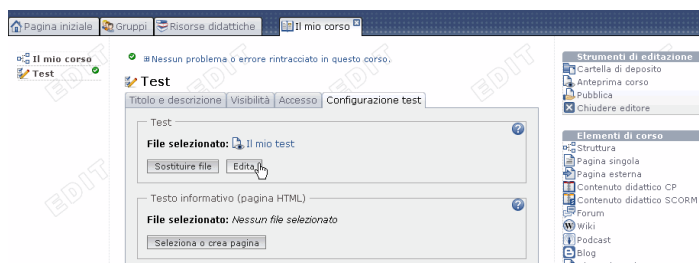 Pagina iniziale
Gruppi
Risorse didattiche
Il mio corso
Il mio corso
Test
Nessun problema o errore rintracciato in questo corso.
Test
Titolo e descrizione
Visibilità
Accesso
Configurazione test
Test
File selezionato: Il mio test
Sostituire file
Edita
Testo informativo (pagina HTML)
File selezionato: Nessun file selezionato
Seleziona o crea pagina
Strumenti di editazione
Cartella di deposito
Anteprima corso
Pubblica
Chiudere editore
Elementi di corso
Struttura
Pagina singola
Pagina esterna
Contenuto didattico CP
Contenuto didattico SCORM
Forum
Wiki
Podcast
Blog
EDIT
EDIT
EDIT
EDIT
EDIT
EDIT